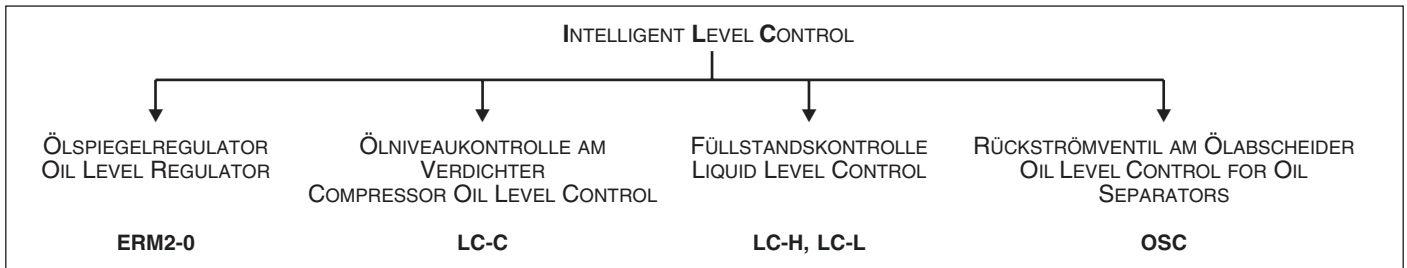 INTELLIGENT LEVEL CONTROL
ÖLSPIEGELREGULATOR
OIL LEVEL REGULATOR
ERM2-0
ÖLNIVEAUKONTROLLE AM
VERDICHTER
COMPRESSOR OIL LEVEL CONTROL
LC-C
FÜLLSTANDSKONTROLLE
LIQUID LEVEL CONTROL
LC-H, LC-L
RÜCKSTRÖMVENTIL AM ÖLABSCHEIDER
OIL LEVEL CONTROL FOR OIL
SEPARATORS
OSC